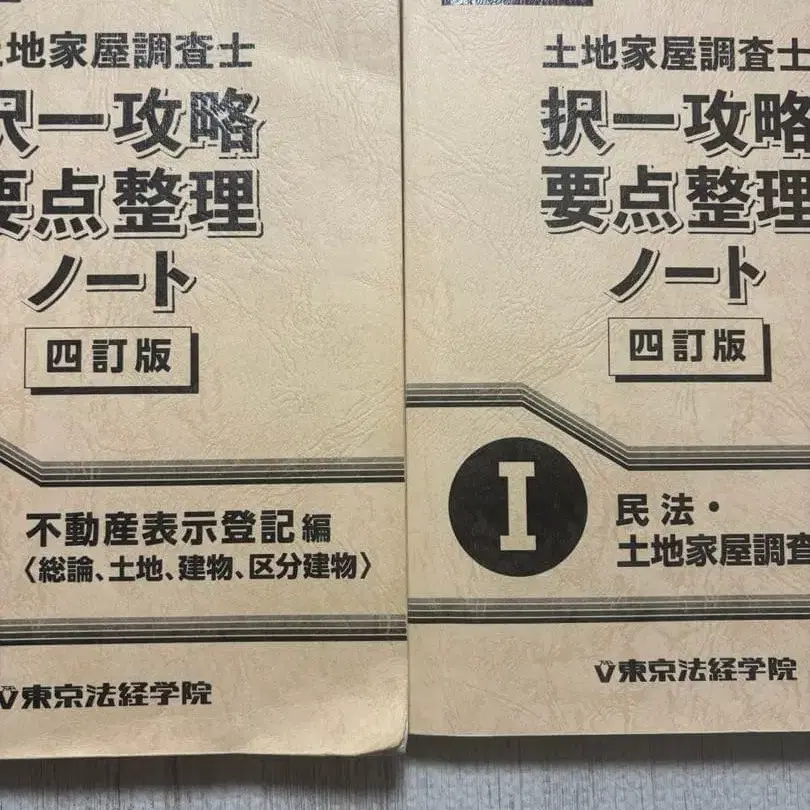 土地家屋調査士
択一攻略
要点整理
ノート
四訂版
不動産表示登記編
〈総論、土地、建物、区分建物〉
東京法経学院
土地家屋調査士
択一攻略
要点整理
ノート
四訂版
I
民法・
土地家屋調査
東京法経学院